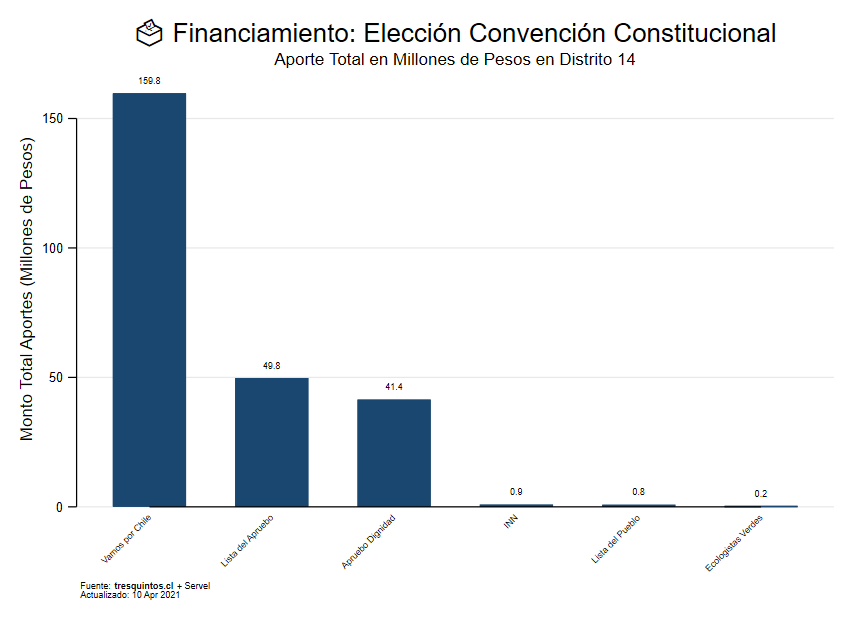 Financiamiento: Elección Convención Constitucional
Aporte Total en Millones de Pesos en Distrito 14
Monto Total Aportes (Millones de Pesos)
150
100
50
0
159.8
49.8
41.4
0.9
0.8
0.2
Vamos por Chile
Lista del Apruebo
Apruebo Dignidad
INN
Lista del Pueblo
Ecologistas Verdes
Fuente: tresquintos.cl + Servel
Actualizado: 10 Apr 2021